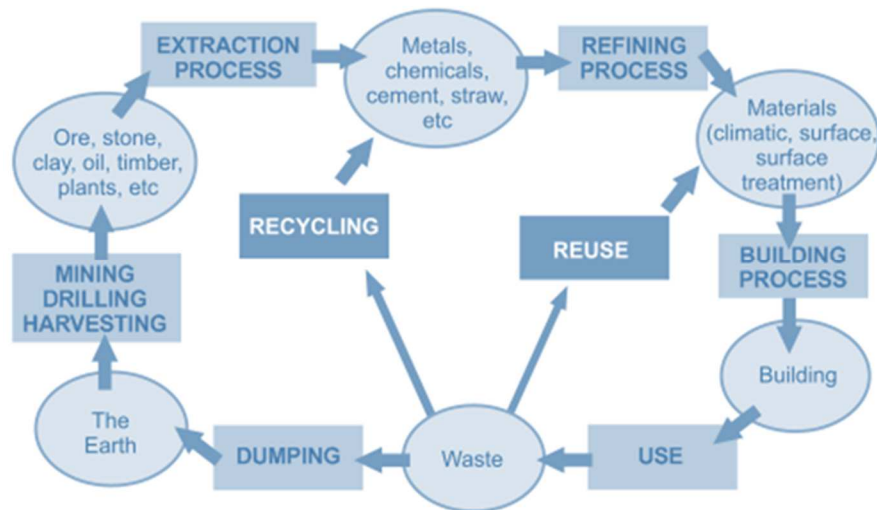 EXTRACTION
PROCESS
Metals,
chemicals,
cement, straw,
etc
REFINING
PROCESS
Materials
(climatic, surface,
surface
treatment)
Ore, stone,
clay, oil, timber,
plants, etc
RECYCLING
REUSE
BUILDING
PROCESS
MINING
DRILLING
HARVESTING
Building
The
Earth
DUMPING
Waste
USE